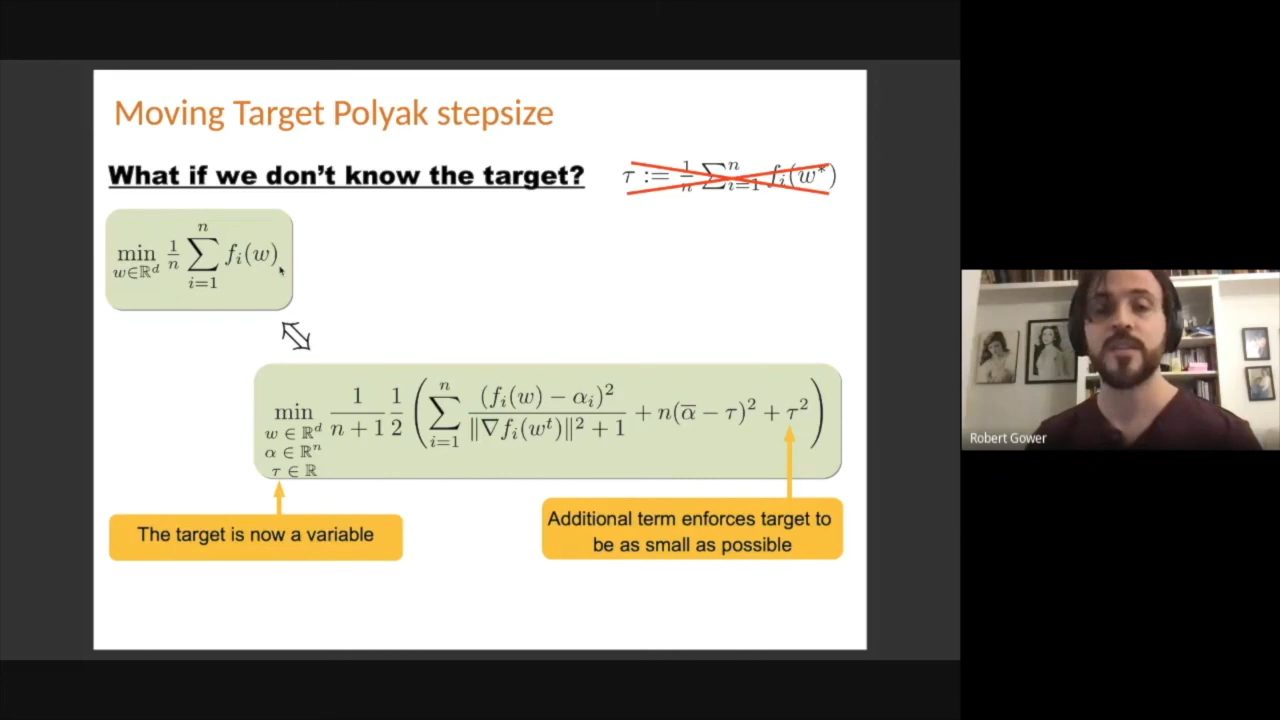 Moving Target Polyak stepsize
What if we don't know the target?
τ := 1/n ∑_{i=1}^{n} f_i(w*)
min_{w∈ℝ^d} 1/n ∑_{i=1}^{n} f_i(w)
min_{w ∈ ℝ^d, α ∈ ℝ^n, τ ∈ ℝ} 1/(n + 1) 1/2 ( ∑_{i=1}^{n} (f_i(w) − α_i)² / (‖∇f_i(w^t)‖² + 1) + n(ᾱ − τ)² + τ² )
The target is now a variable
Additional term enforces target to
be as small as possible
Robert Gower